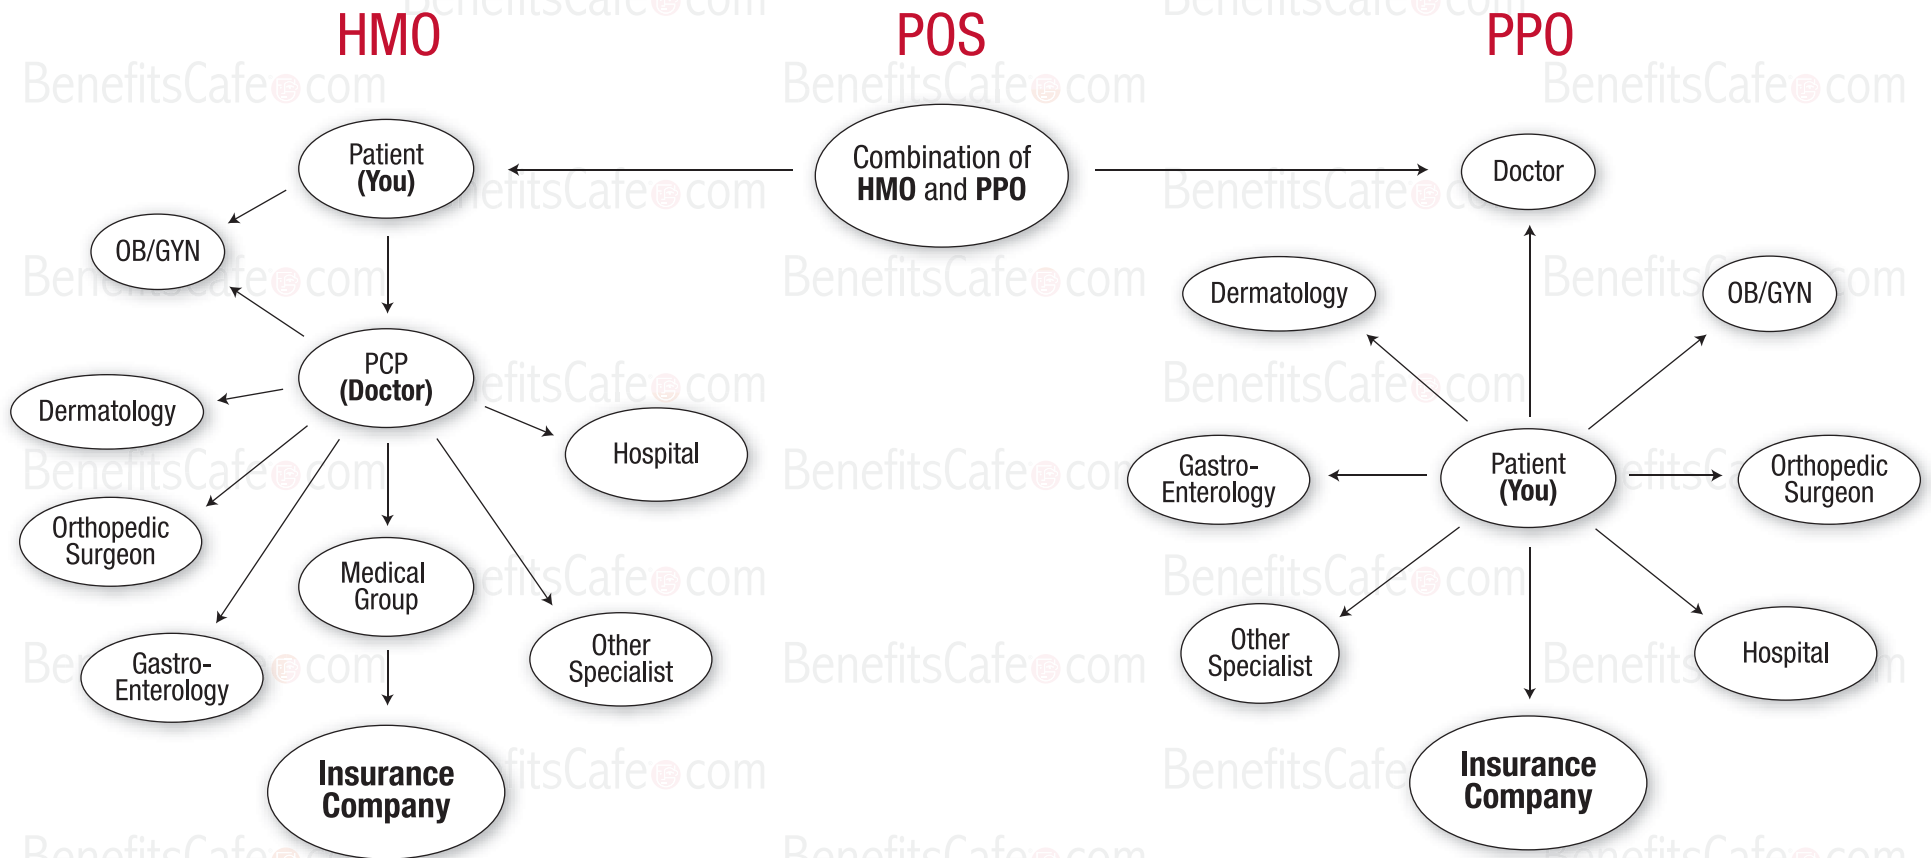 HMO
POS
PPO
BenefitsCafe.com
Patient
(You)
OB/GYN
PCP
(Doctor)
Dermatology
Hospital
Orthopedic
Surgeon
Medical
Group
Gastro-
Enterology
Other
Specialist
Insurance
Company
Combination of
HMO and PPO
Doctor
Dermatology
OB/GYN
Gastro-
Enterology
Patient
(You)
Orthopedic
Surgeon
Other
Specialist
Hospital
Insurance
Company